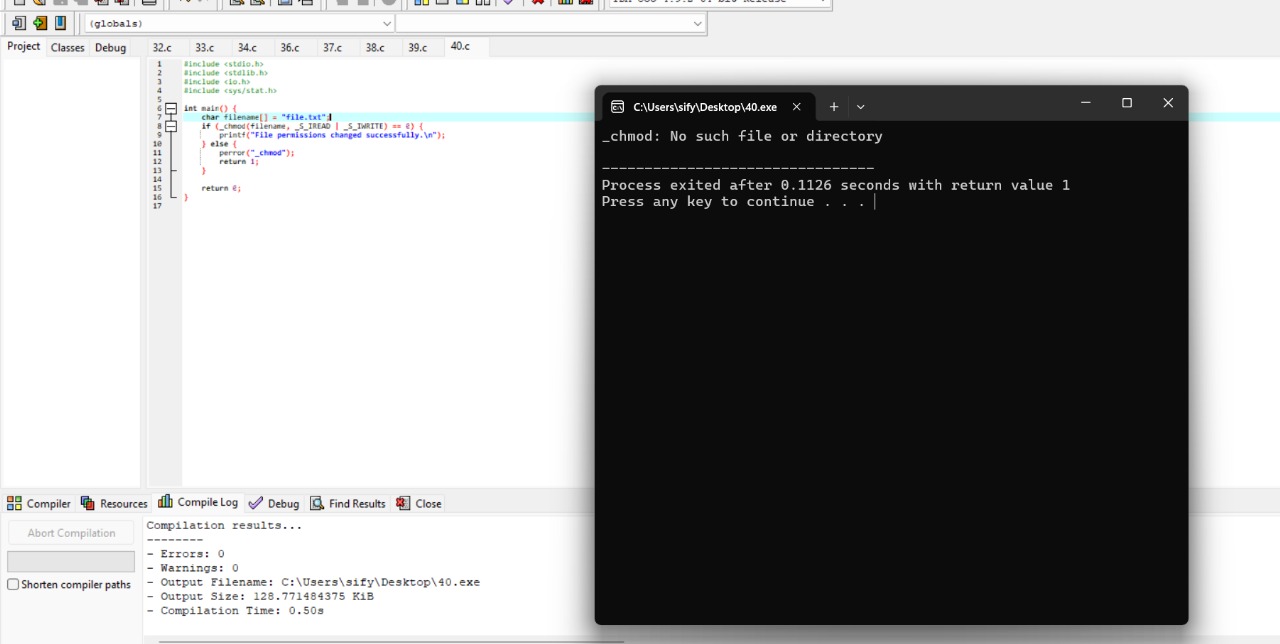 (globals)
Project Classes Debug
32.c 33.c 34.c 36.c 37.c 38.c 39.c 40.c
1 #include <stdio.h>
2 #include <stdlib.h>
3 #include <io.h>
4 #include <sys/stat.h>
5
6 int main() {
7 char filename[] = "file.txt";
8 if (_chmod(filename, _S_IREAD | _S_IWRITE) == 0) {
9 printf("File permissions changed successfully.\n");
10 } else {
11 perror("_chmod");
12 return 1;
13 }
14
15 return 0;
16 }
17
C:\Users\sify\Desktop\40.exe
_chmod: No such file or directory
--------------------------------
Process exited after 0.1126 seconds with return value 1
Press any key to continue . . .
Compiler Resources Compile Log Debug Find Results Close
Abort Compilation
Shorten compiler paths
Compilation results...
--------
- Errors: 0
- Warnings: 0
- Output Filename: C:\Users\sify\Desktop\40.exe
- Output Size: 128.771484375 KiB
- Compilation Time: 0.50s